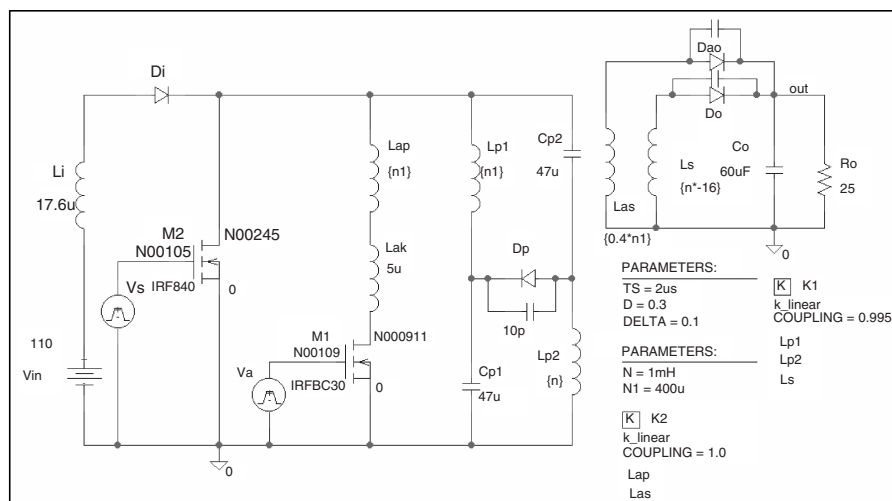 Di
Li
17.6u
M2
N00105
N00245
IRF840
0
Vs
110
Vin
0
Lap
{n1}
Lak
5u
M1
N00109
N000911
IRFBC30
0
Va
Lp1
{n1}
Cp2
47u
Dp
10p
Cp1
47u
Lp2
{n}
Dao
Do
out
Las
{0.4*n1}
Ls
{n*-16}
Co
60uF
Ro
25
0
PARAMETERS:
TS = 2us
D = 0.3
DELTA = 0.1
PARAMETERS:
N = 1mH
N1 = 400u
K K1
k_linear
COUPLING = 0.995
Lp1
Lp2
Ls
K K2
k_linear
COUPLING = 1.0
Lap
Las